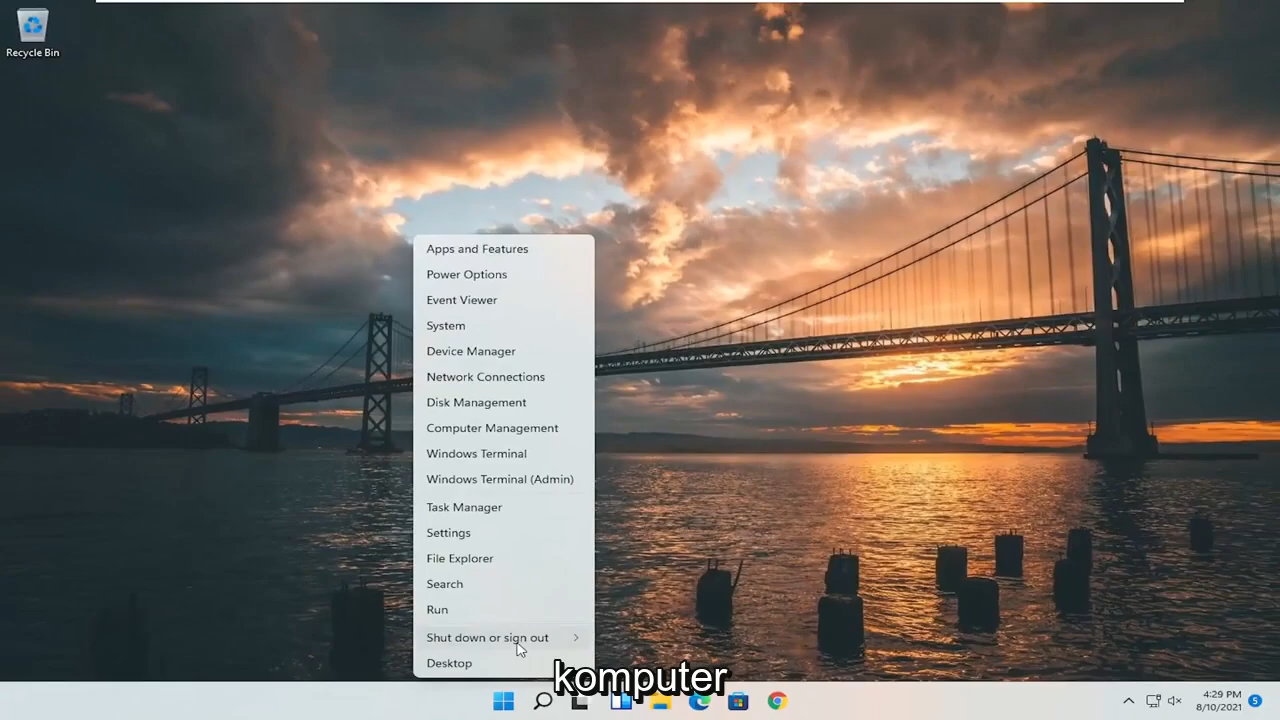 Recycle Bin
Apps and Features
Power Options
Event Viewer
System
Device Manager
Network Connections
Disk Management
Computer Management
Windows Terminal
Windows Terminal (Admin)
Task Manager
Settings
File Explorer
Search
Run
Shut down or sign out
Desktop
komputer
4:29 PM
8/10/2021
5